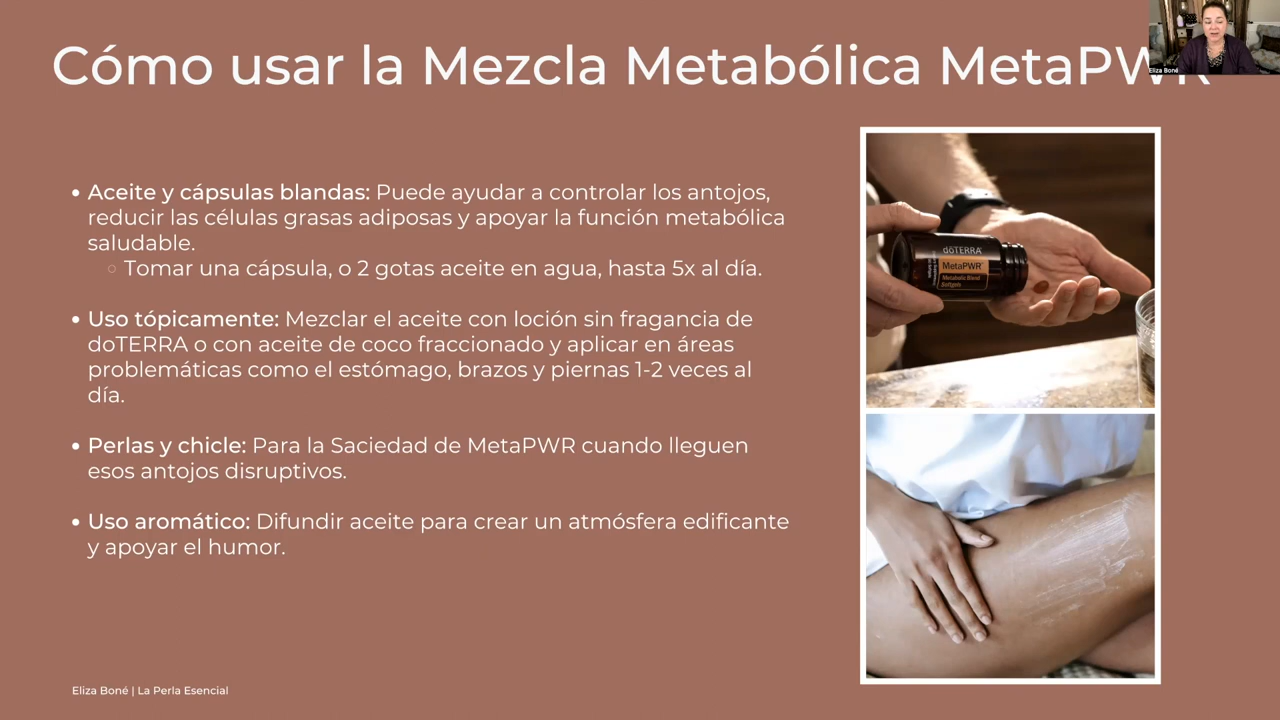 Cómo usar la Mezcla Metabólica MetaPWR
Eliza Boné
• Aceite y cápsulas blandas: Puede ayudar a controlar los antojos,
reducir las células grasas adiposas y apoyar la función metabólica
saludable.
○ Tomar una cápsula, o 2 gotas aceite en agua, hasta 5x al día.
• Uso tópicamente: Mezclar el aceite con loción sin fragancia de
doTERRA o con aceite de coco fraccionado y aplicar en áreas
problemáticas como el estómago, brazos y piernas 1-2 veces al
día.
• Perlas y chicle: Para la Saciedad de MetaPWR cuando lleguen
esos antojos disruptivos.
• Uso aromático: Difundir aceite para crear un atmósfera edificante
y apoyar el humor.
dōTERRA
MetaPWR
Metabolic Blend
Softgels
Eliza Boné | La Perla Esencial